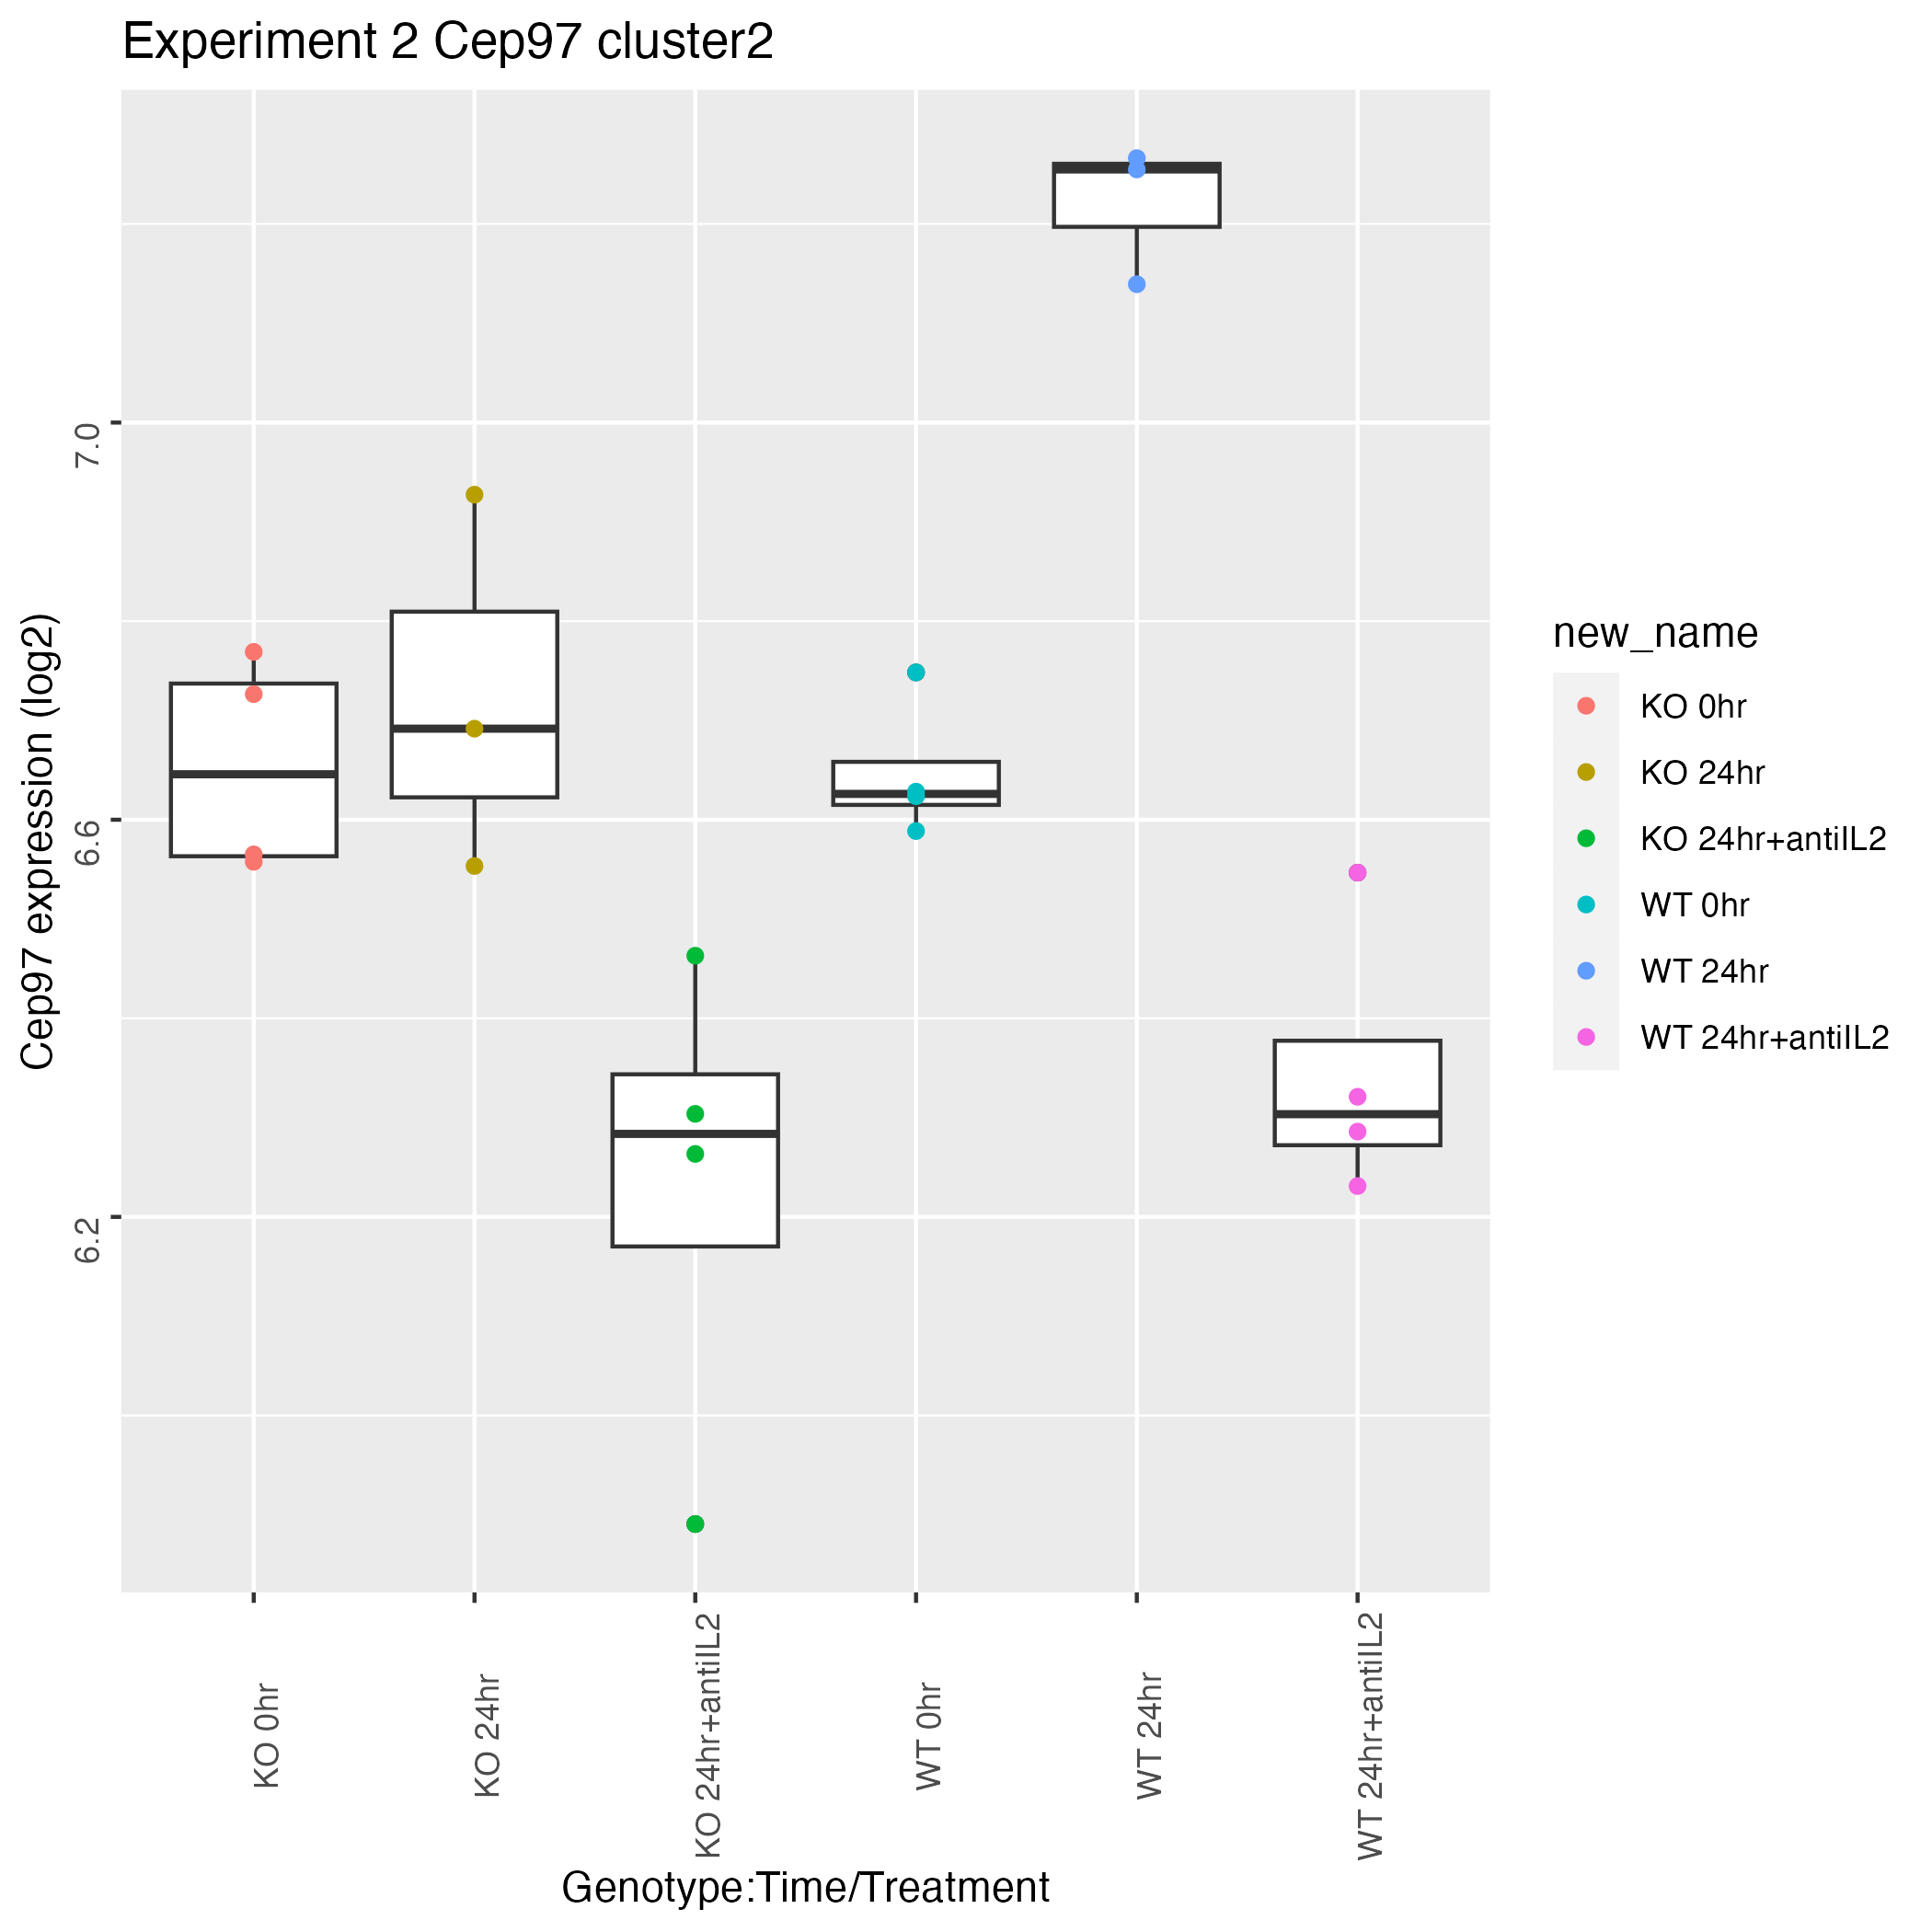 Experiment 2 Cep97 cluster2
Cep97 expression (log2)
7.0
6.6
6.2
KO 0hr
KO 24hr
KO 24hr+antiIL2
WT 0hr
WT 24hr
WT 24hr+antiIL2
Genotype:Time/Treatment
new_name
KO 0hr
KO 24hr
KO 24hr+antiIL2
WT 0hr
WT 24hr
WT 24hr+antiIL2